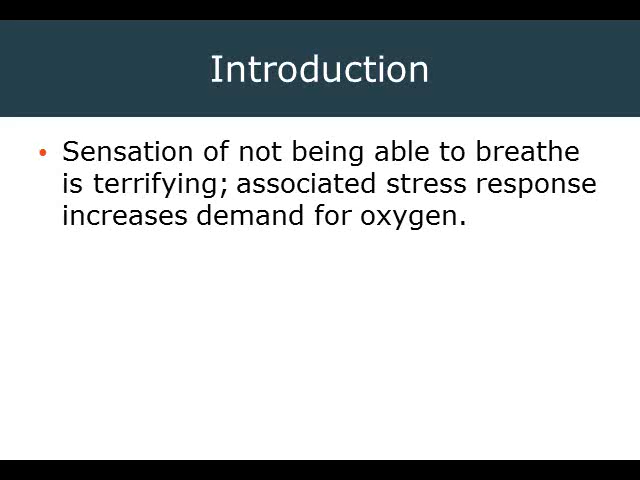 Introduction
• Sensation of not being able to breathe
is terrifying; associated stress response
increases demand for oxygen.